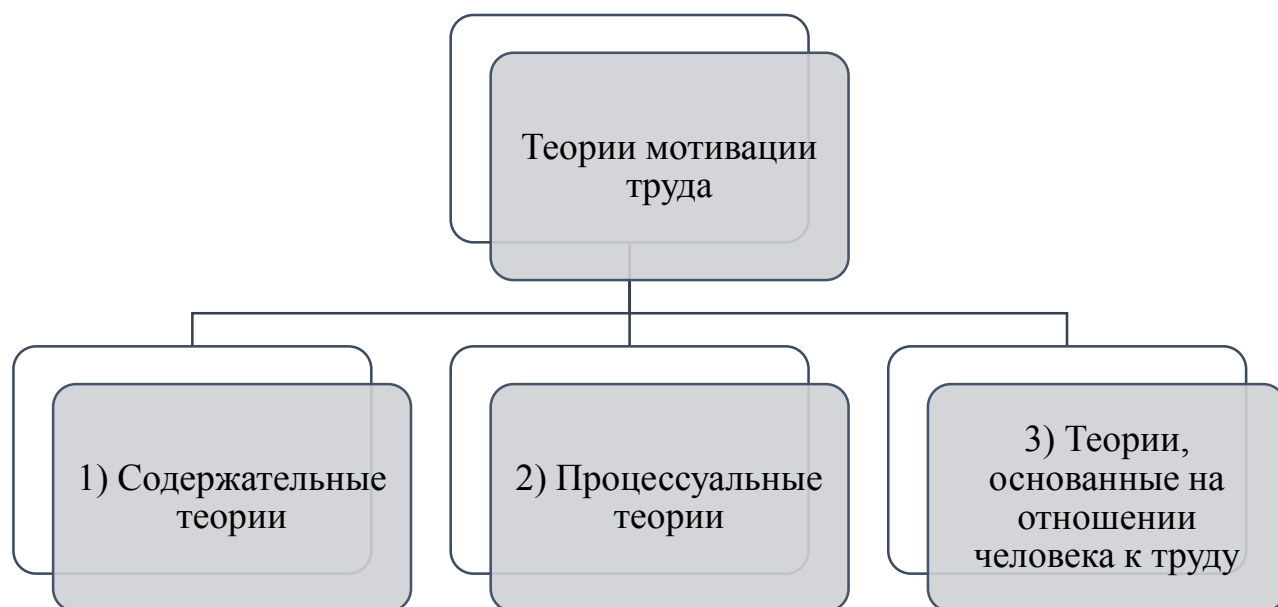 Теории мотивации
труда
1) Содержательные
теории
2) Процессуальные
теории
3) Теории,
основанные на
отношении
человека к труду